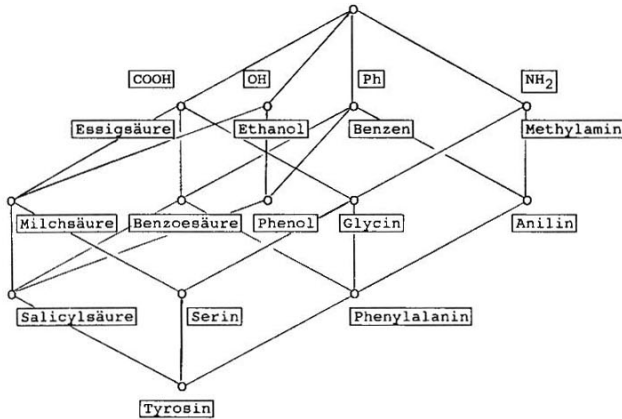 COOH OH Ph NH2
Essigsäure Ethanol Benzen Methylamin
Milchsäure Benzoesäure Phenol Glycin Anilin
Salicylsäure Serin Phenylalanin
Tyrosin